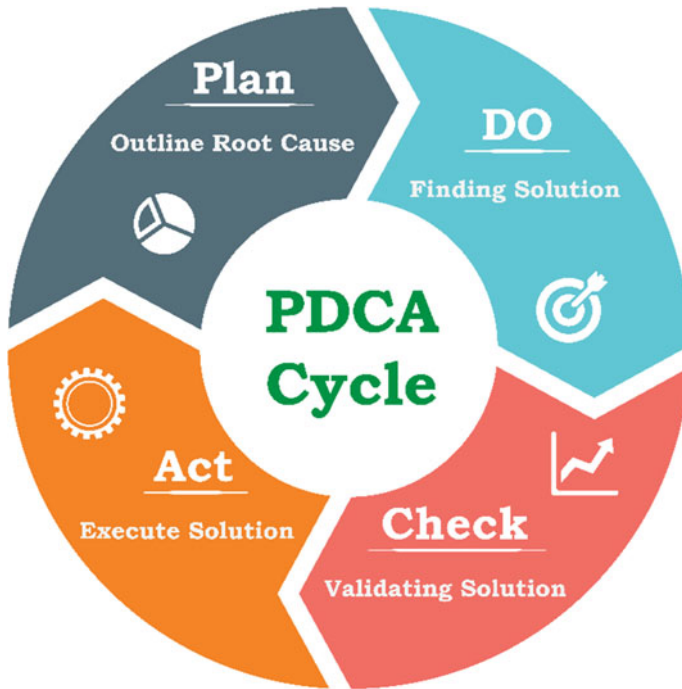 Plan
Outline Root Cause
DO
Finding Solution
PDCA
Cycle
Check
Validating Solution
Act
Execute Solution